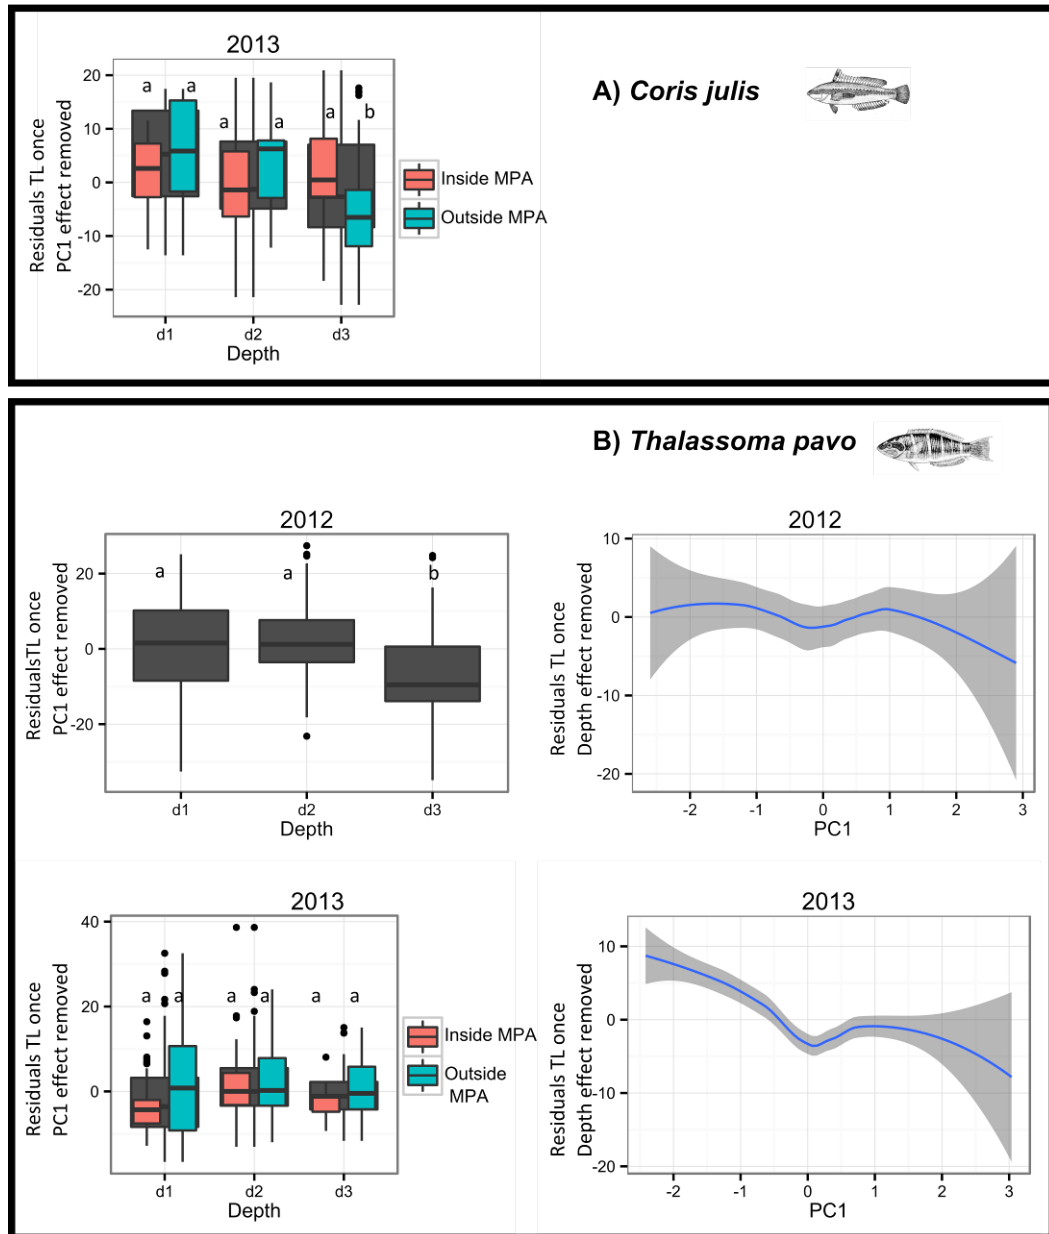 2013
A) Coris julis
Residuals TL once
PC1 effect removed
20
10
0
-10
-20
a a
a a
a b
d1 d2 d3
Depth
Inside MPA
Outside MPA
B) Thalassoma pavo
2012
ResidualsTL once
PC1 effect removed
20
0
-20
a a b
d1 d2 d3
Depth
2012
Residuals TL once
Depth effect removed
10
0
-10
-20
-2 -1 0 1 2 3
PC1
2013
Residuals TL once
PC1 effect removed
40
20
0
a a a a a a
d1 d2 d3
Depth
Inside MPA
Outside
MPA
2013
Residuals TL once
Depth effect removed
10
0
-10
-20
-2 -1 0 1 2 3
PC1